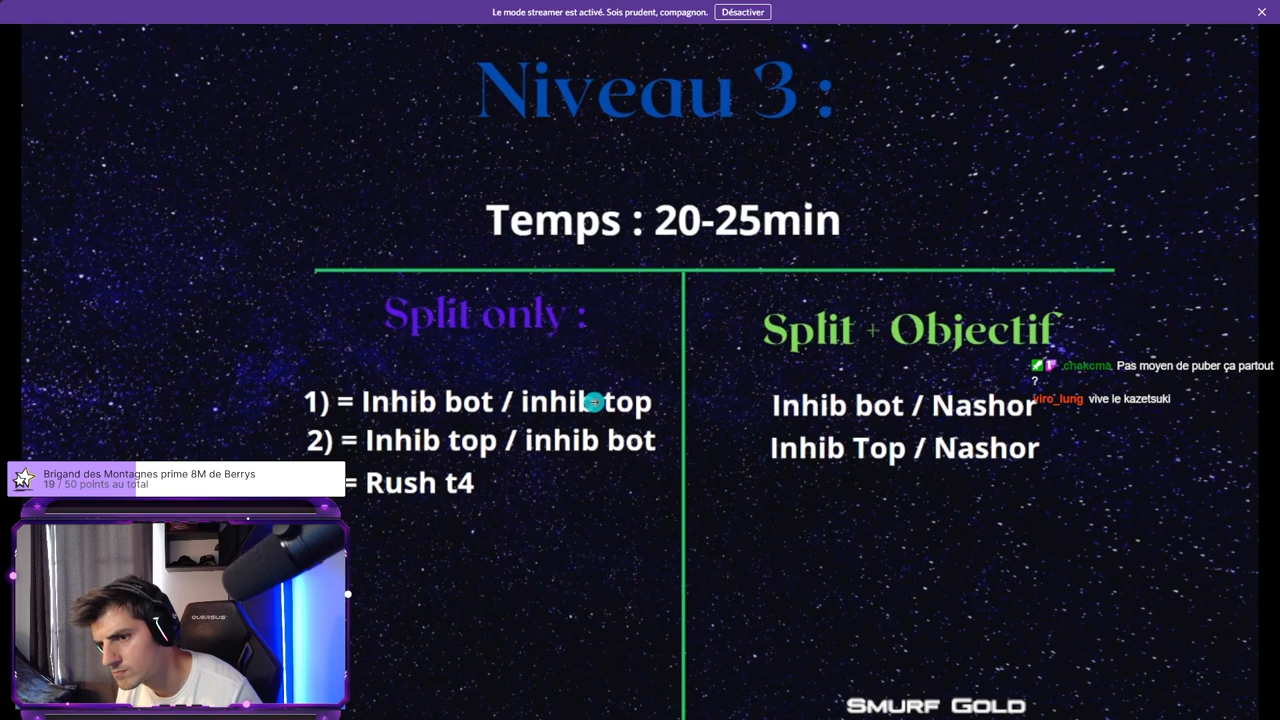 Le mode streamer est activé. Sois prudent, compagnon.
Désactiver
Niveau 3 :
Temps : 20-25min
Split only :
Split + Objectif
chakcma Pas moyen de puber ça partout
?
viro_lung vive le kazetsuki
1) = Inhib bot / inhib top
2) = Inhib top / inhib bot
= Rush t4
Inhib bot / Nashor
Inhib Top / Nashor
Brigand des Montagnes prime 8M de Berrys
19 / 50 points au total
QUERSUS
SMURF GOLD